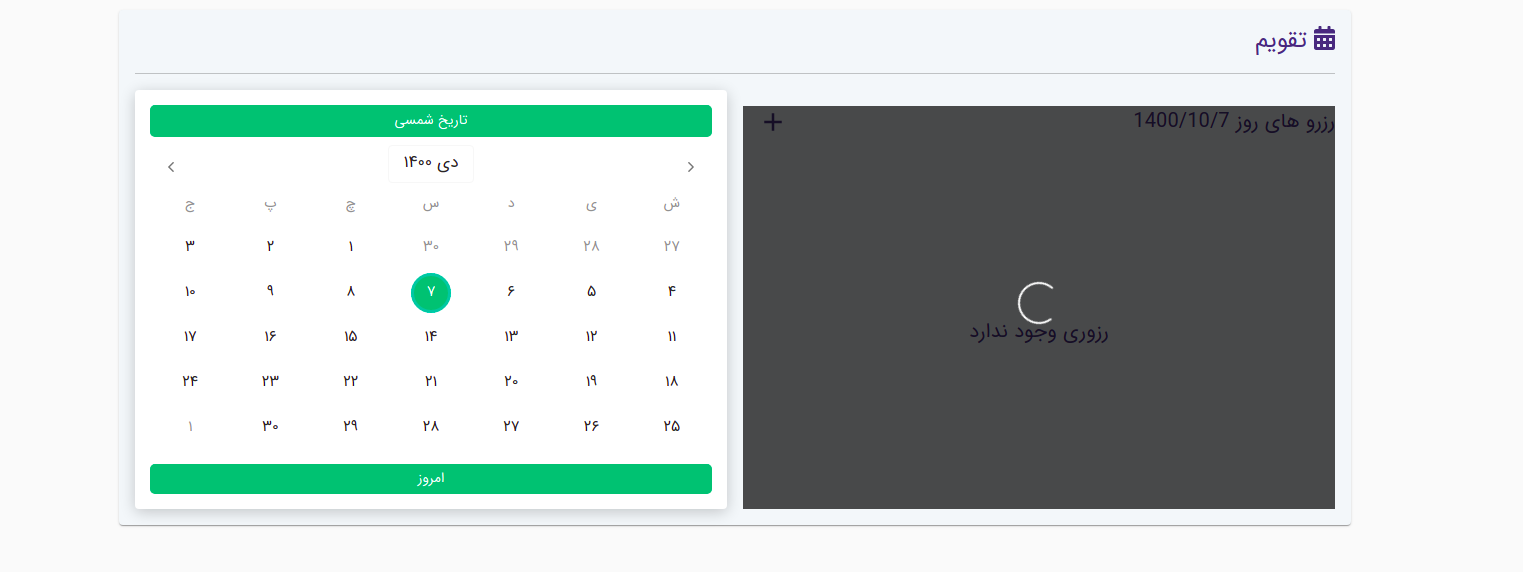 تقویم
رزرو های روز 1400/10/7
رزوری وجود ندارد
تاریخ شمسی
دی ۱۴۰۰
ش ی د س چ پ ج
۲۷ ۲۸ ۲۹ ۳۰ ۱ ۲ ۳
۴ ۵ ۶ ۷ ۸ ۹ ۱۰
۱۱ ۱۲ ۱۳ ۱۴ ۱۵ ۱۶ ۱۷
۱۸ ۱۹ ۲۰ ۲۱ ۲۲ ۲۳ ۲۴
۲۵ ۲۶ ۲۷ ۲۸ ۲۹ ۳۰ ۱
امروز